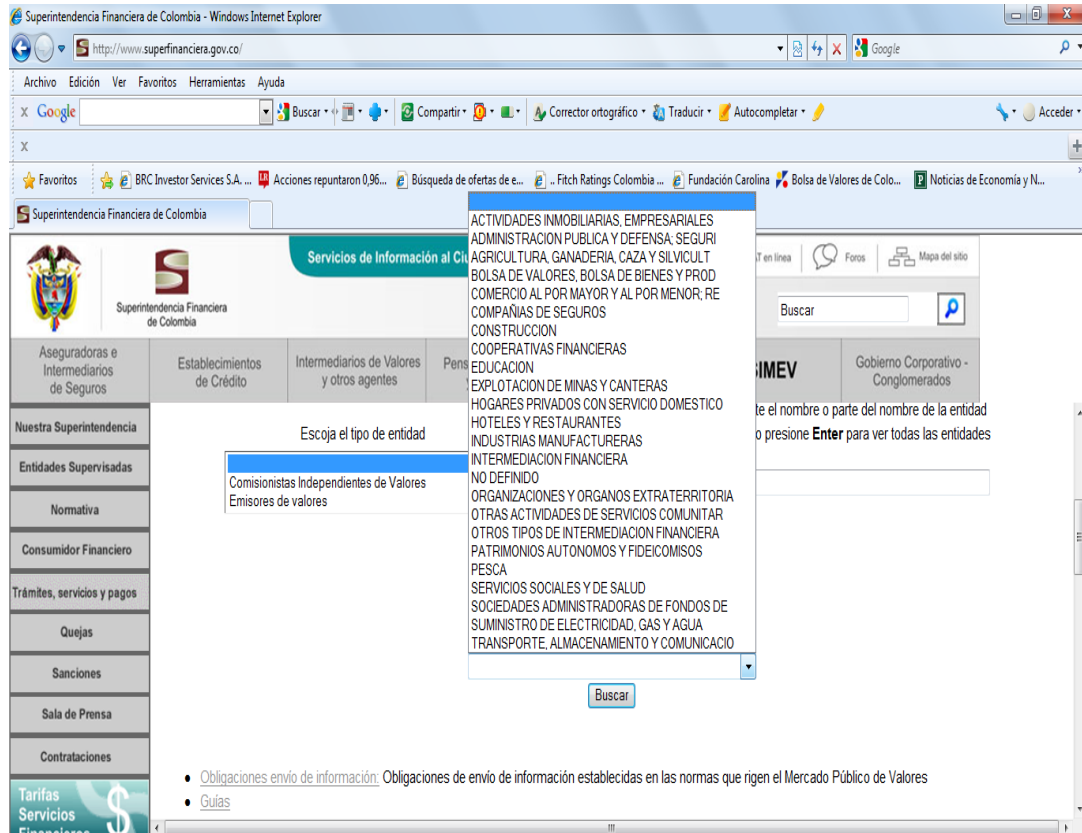 Superintendencia Financiera de Colombia - Windows Internet Explorer
http://www.superfinanciera.gov.co/
Google
Archivo Edición Ver Favoritos Herramientas Ayuda
X Google
Buscar
Compartir
Corrector ortográfico
Traducir
Autocompletar
Acceder
X
Favoritos
BRC Investor Services S.A. ...
Acciones repuntaron 0,96...
Búsqueda de ofertas de e...
.. Fitch Ratings Colombia ...
Fundación Carolina
Bolsa de Valores de Colo...
Noticias de Economía y N...
Superintendencia Financiera de Colombia
Superintendencia Financiera
de Colombia
Servicios de Información al
en línea
Foros
Mapa del sitio
Buscar
Aseguradoras e
Intermediarios
de Seguros
Establecimientos
de Crédito
Intermediarios de Valores
y otros agentes
Gobierno Corporativo -
Conglomerados
Nuestra Superintendencia
Entidades Supervisadas
Normativa
Consumidor Financiero
Trámites, servicios y pagos
Quejas
Sanciones
Sala de Prensa
Contrataciones
Tarifas
Servicios
Financieros
Escoja el tipo de entidad
Comisionistas Independientes de Valores
Emisores de valores
el nombre o parte del nombre de la entidad
o presione Enter para ver todas las entidades
ACTIVIDADES INMOBILIARIAS, EMPRESARIALES
ADMINISTRACION PUBLICA Y DEFENSA; SEGURI
AGRICULTURA, GANADERIA, CAZA Y SILVICULT
BOLSA DE VALORES, BOLSA DE BIENES Y PROD
COMERCIO AL POR MAYOR Y AL POR MENOR; RE
COMPAÑIAS DE SEGUROS
CONSTRUCCION
COOPERATIVAS FINANCIERAS
EDUCACION
EXPLOTACION DE MINAS Y CANTERAS
HOGARES PRIVADOS CON SERVICIO DOMESTICO
HOTELES Y RESTAURANTES
INDUSTRIAS MANUFACTURERAS
INTERMEDIACION FINANCIERA
NO DEFINIDO
ORGANIZACIONES Y ORGANOS EXTRATERRITORIA
OTRAS ACTIVIDADES DE SERVICIOS COMUNITAR
OTROS TIPOS DE INTERMEDIACION FINANCIERA
PATRIMONIOS AUTONOMOS Y FIDEICOMISOS
PESCA
SERVICIOS SOCIALES Y DE SALUD
SOCIEDADES ADMINISTRADORAS DE FONDOS DE
SUMINISTRO DE ELECTRICIDAD, GAS Y AGUA
TRANSPORTE, ALMACENAMIENTO Y COMUNICACIO
Buscar
Obligaciones envío de información: Obligaciones de envío de información establecidas en las normas que rigen el Mercado Público de Valores
Guías